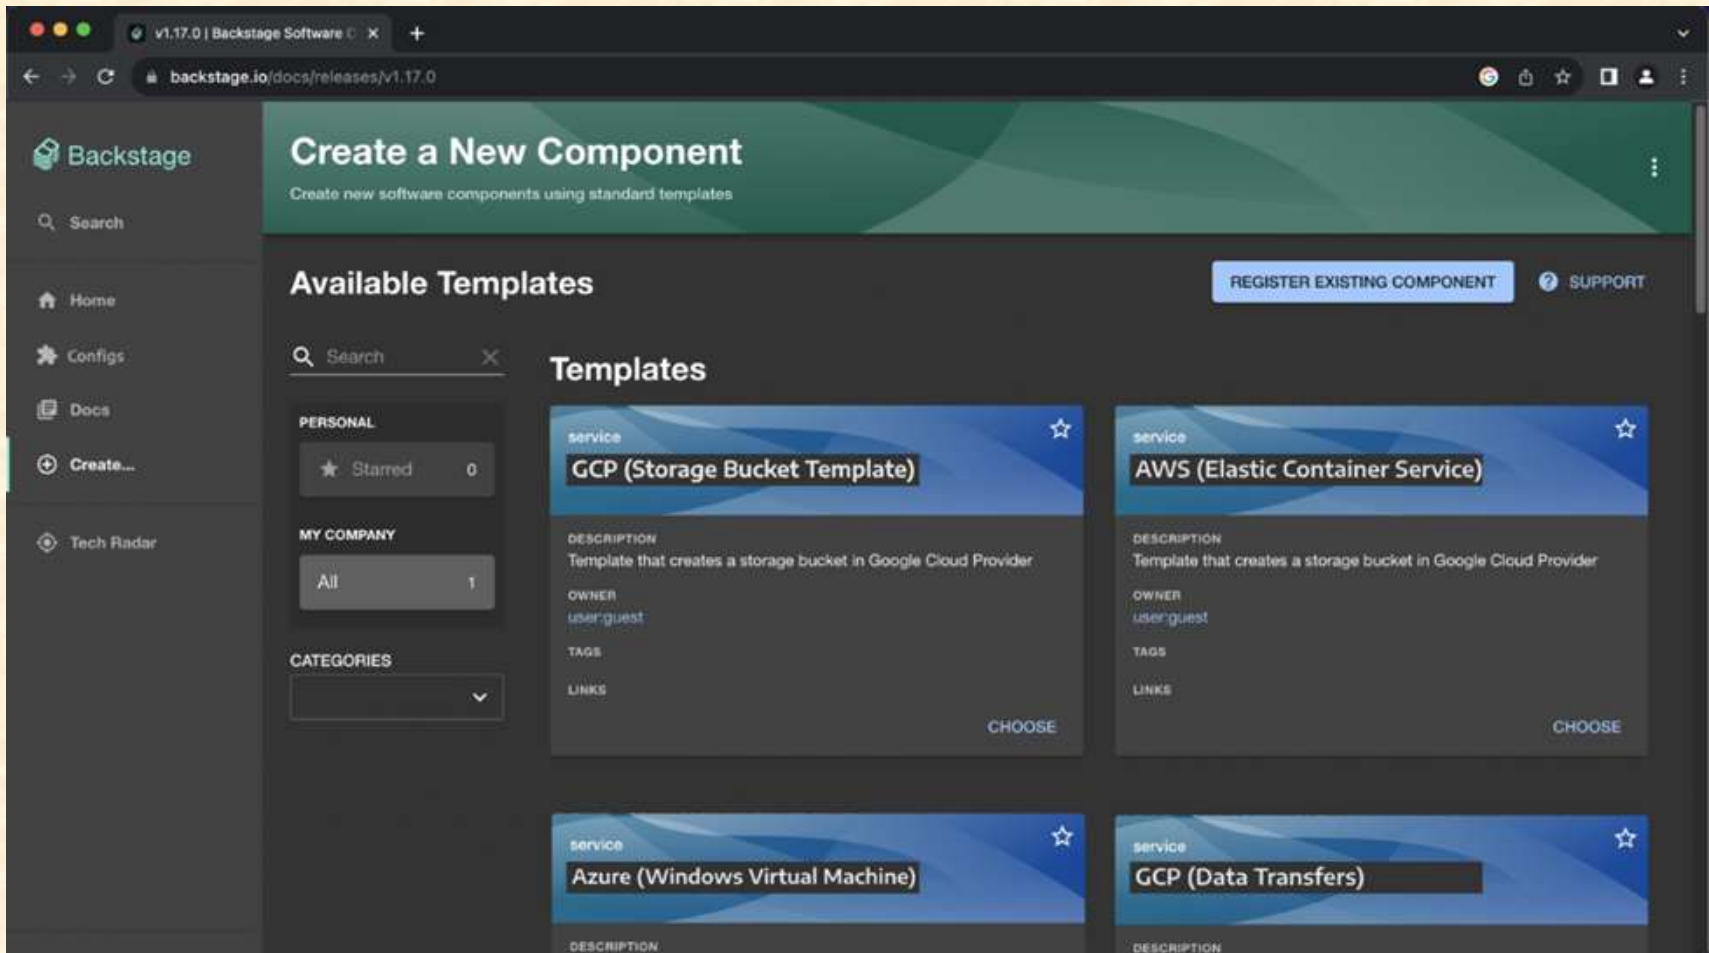 v1.17.0 | Backstage Software
backstage.io/docs/releases/v1.17.0
Backstage
Search
Home
Configs
Docs
Create...
Tech Radar
Create a New Component
Create new software components using standard templates
Available Templates
REGISTER EXISTING COMPONENT
SUPPORT
Search
PERSONAL
Starred 0
MY COMPANY
All 1
CATEGORIES
Templates
service
GCP (Storage Bucket Template)
DESCRIPTION
Template that creates a storage bucket in Google Cloud Provider
OWNER
user:guest
TAGS
LINKS
CHOOSE
service
AWS (Elastic Container Service)
DESCRIPTION
Template that creates a storage bucket in Google Cloud Provider
OWNER
user:guest
TAGS
LINKS
CHOOSE
service
Azure (Windows Virtual Machine)
DESCRIPTION
service
GCP (Data Transfers)
DESCRIPTION